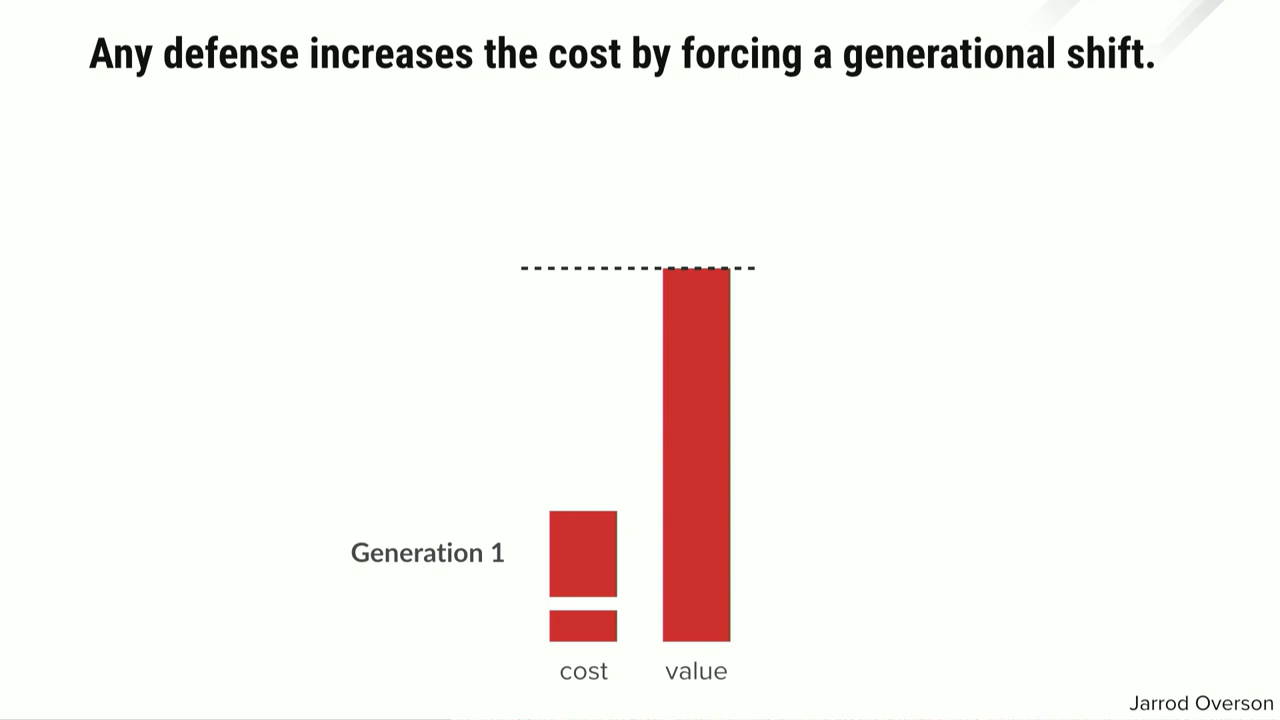 Any defense increases the cost by forcing a generational shift.
Generation 1
cost
value
Jarrod Overson